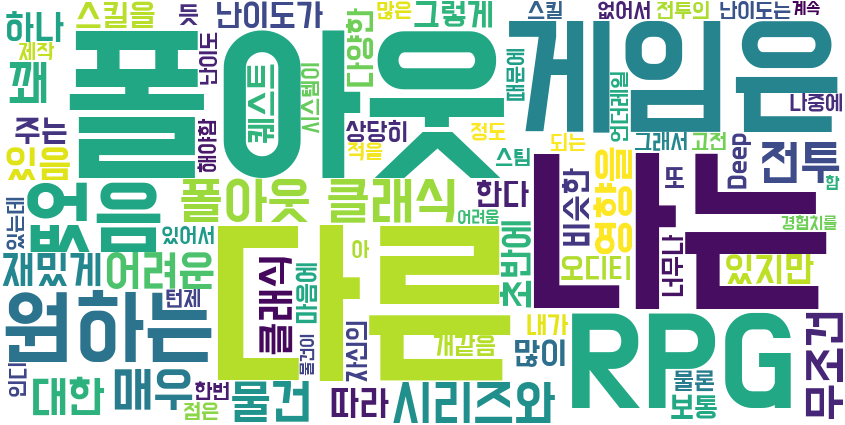 하나
스킬을
듯
난이도가
많은
그렇게
스킬
없어서
전투의
난이도는
계속
제작
꽤
폴아웃
퀘스트
난이도
시스템이
다양한
때문에
게임은
언더레일
나중에
주는
해야함
상당히
적을
정도
스팀
되는
그래서
고전
Deep
전투
있음
없음
폴아웃 클래식
한다
비슷한
영향을
또
나는
함
경험치를
있는데
있어서
어려움
재밌게
어려운
다른
클래식
마음에
아
초반에
오디티
너무나
있지만
턴제
원하는
물건이
자신의
개같음
내가
많이
RPG
무조건
인디
대한
매우
한번
점은
물건
따라
시리즈와
물론
보통